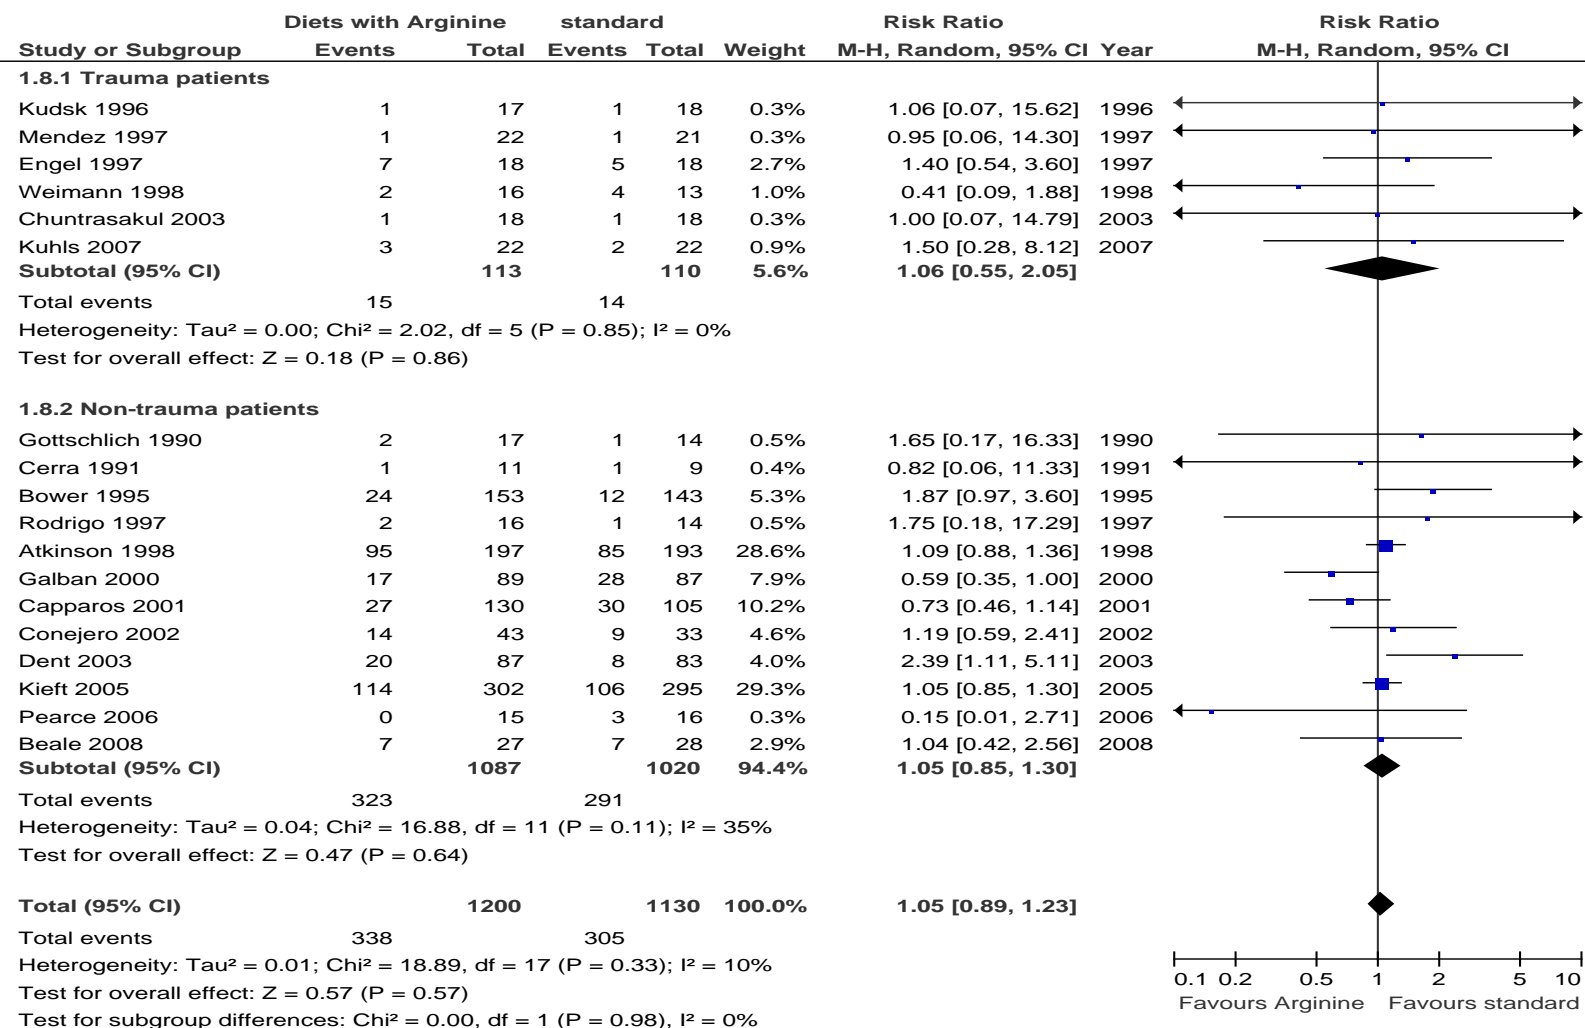 Diets with Arginine standard Risk Ratio Risk Ratio
Study or Subgroup Events Total Events Total Weight M-H, Random, 95% CI Year M-H, Random, 95% CI
1.8.1 Trauma patients
Kudsk 1996 1 17 1 18 0.3% 1.06 [0.07, 15.62] 1996
Mendez 1997 1 22 1 21 0.3% 0.95 [0.06, 14.30] 1997
Engel 1997 7 18 5 18 2.7% 1.40 [0.54, 3.60] 1997
Weimann 1998 2 16 4 13 1.0% 0.41 [0.09, 1.88] 1998
Chuntrasakul 2003 1 18 1 18 0.3% 1.00 [0.07, 14.79] 2003
Kuhls 2007 3 22 2 22 0.9% 1.50 [0.28, 8.12] 2007
Subtotal (95% CI) 113 110 5.6% 1.06 [0.55, 2.05]
Total events 15 14
Heterogeneity: Tau² = 0.00; Chi² = 2.02, df = 5 (P = 0.85); I² = 0%
Test for overall effect: Z = 0.18 (P = 0.86)
1.8.2 Non-trauma patients
Gottschlich 1990 2 17 1 14 0.5% 1.65 [0.17, 16.33] 1990
Cerra 1991 1 11 1 9 0.4% 0.82 [0.06, 11.33] 1991
Bower 1995 24 153 12 143 5.3% 1.87 [0.97, 3.60] 1995
Rodrigo 1997 2 16 1 14 0.5% 1.75 [0.18, 17.29] 1997
Atkinson 1998 95 197 85 193 28.6% 1.09 [0.88, 1.36] 1998
Galban 2000 17 89 28 87 7.9% 0.59 [0.35, 1.00] 2000
Capparos 2001 27 130 30 105 10.2% 0.73 [0.46, 1.14] 2001
Conejero 2002 14 43 9 33 4.6% 1.19 [0.59, 2.41] 2002
Dent 2003 20 87 8 83 4.0% 2.39 [1.11, 5.11] 2003
Kieft 2005 114 302 106 295 29.3% 1.05 [0.85, 1.30] 2005
Pearce 2006 0 15 3 16 0.3% 0.15 [0.01, 2.71] 2006
Beale 2008 7 27 7 28 2.9% 1.04 [0.42, 2.56] 2008
Subtotal (95% CI) 1087 1020 94.4% 1.05 [0.85, 1.30]
Total events 323 291
Heterogeneity: Tau² = 0.04; Chi² = 16.88, df = 11 (P = 0.11); I² = 35%
Test for overall effect: Z = 0.47 (P = 0.64)
Total (95% CI) 1200 1130 100.0% 1.05 [0.89, 1.23]
Total events 338 305
Heterogeneity: Tau² = 0.01; Chi² = 18.89, df = 17 (P = 0.33); I² = 10%
Test for overall effect: Z = 0.57 (P = 0.57)
Test for subgroup differences: Chi² = 0.00, df = 1 (P = 0.98), I² = 0%
0.1 0.2 0.5 1 2 5 10
Favours Arginine Favours standard